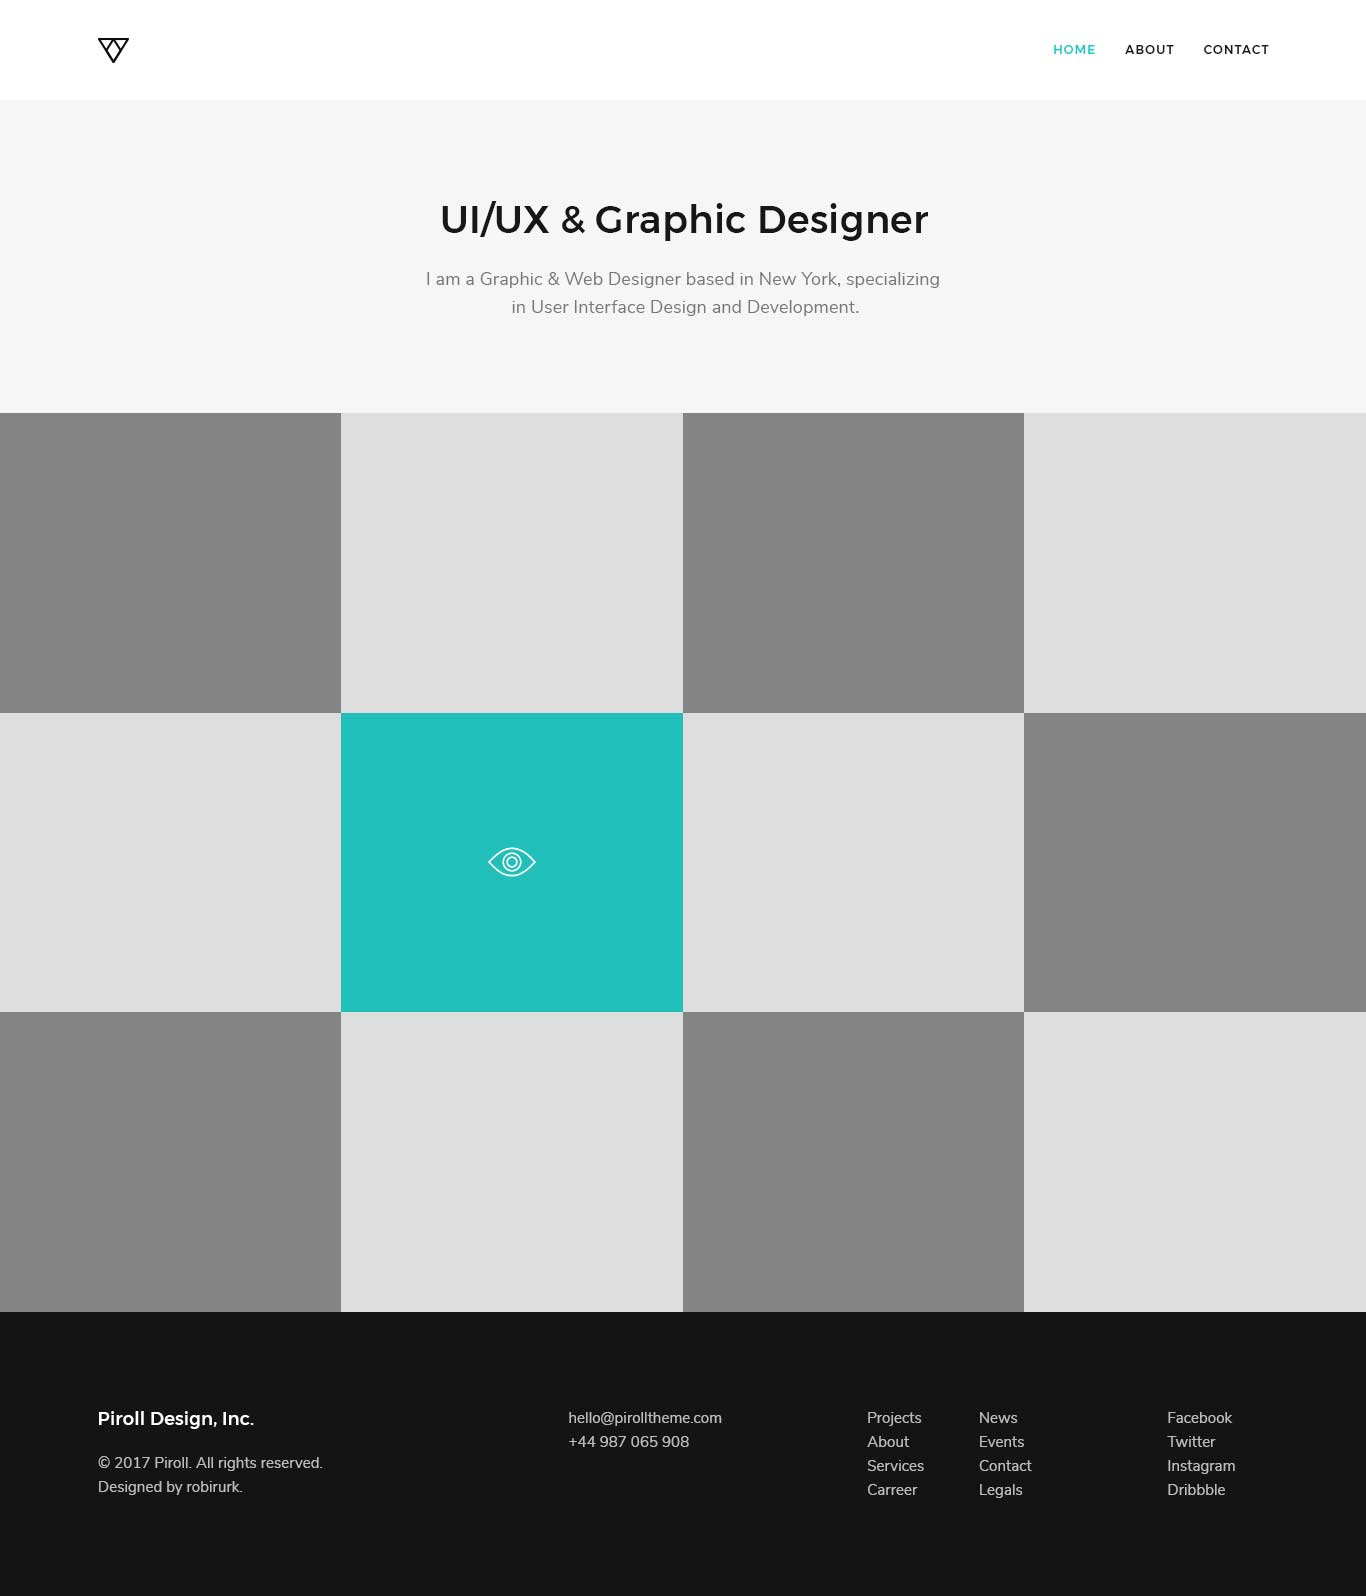 HOME ABOUT CONTACT
UI/UX & Graphic Designer
I am a Graphic & Web Designer based in New York, specializing
in User Interface Design and Development.
Piroll Design, Inc.
© 2017 Piroll. All rights reserved.
Designed by robirurk.
hello@pirolltheme.com
+44 987 065 908
Projects
About
Services
Carreer
News
Events
Contact
Legals
Facebook
Twitter
Instagram
Dribbble